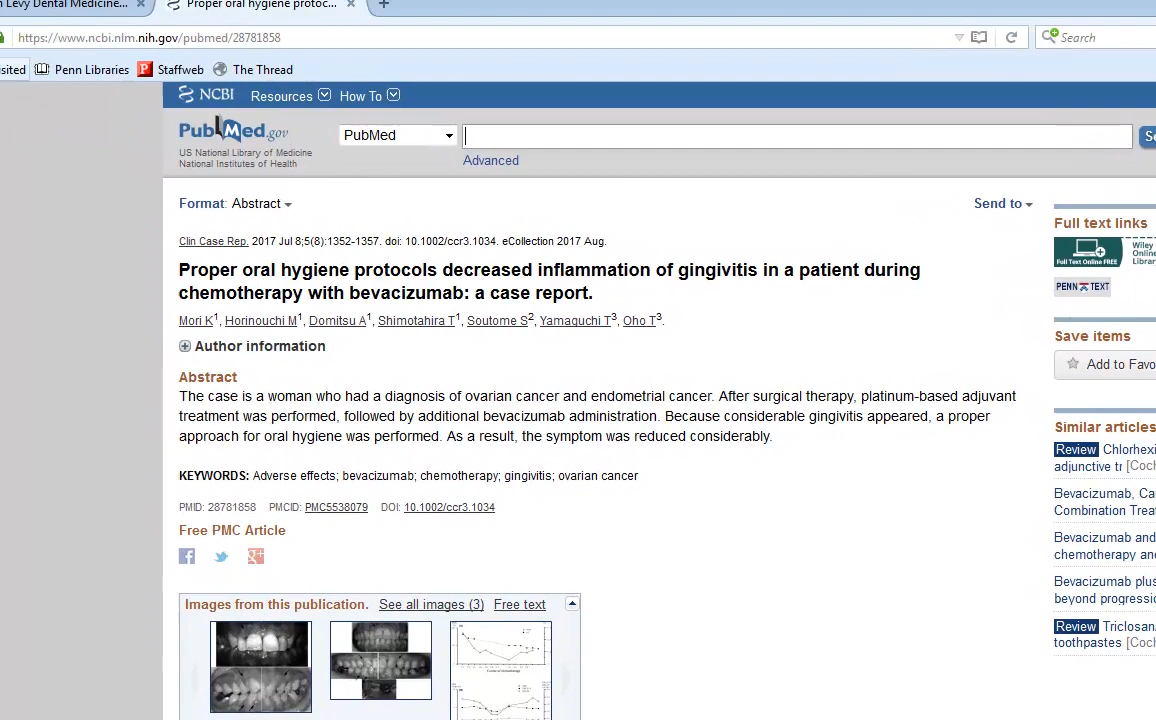 n Levy Dental Medicine...
Proper oral hygiene protoc...
https://www.ncbi.nlm.nih.gov/pubmed/28781858
Search
isited
Penn Libraries
Staffweb
The Thread
NCBI
Resources
How To
PubMed.gov
US National Library of Medicine
National Institutes of Health
PubMed
Se
Advanced
Format: Abstract
Send to
Clin Case Rep. 2017 Jul 8;5(8):1352-1357. doi: 10.1002/ccr3.1034. eCollection 2017 Aug.
Proper oral hygiene protocols decreased inflammation of gingivitis in a patient during
chemotherapy with bevacizumab: a case report.
Mori K1, Horinouchi M1, Domitsu A1, Shimotahira T1, Soutome S2, Yamaguchi T3, Oho T3.
Author information
Abstract
The case is a woman who had a diagnosis of ovarian cancer and endometrial cancer. After surgical therapy, platinum-based adjuvant
treatment was performed, followed by additional bevacizumab administration. Because considerable gingivitis appeared, a proper
approach for oral hygiene was performed. As a result, the symptom was reduced considerably.
KEYWORDS: Adverse effects; bevacizumab; chemotherapy; gingivitis; ovarian cancer
PMID: 28781858 PMCID: PMC5538079 DOI: 10.1002/ccr3.1034
Free PMC Article
Images from this publication. See all images (3) Free text
Full text links
Full Text Online FREE
Wiley
Online
Librar
PENN TEXT
Save items
Add to Favo
Similar articles
Review Chlorhexi
adjunctive tr [Coch
Bevacizumab, Ca
Combination Trea
Bevacizumab and
chemotherapy and
Bevacizumab plus
beyond progressio
Review Triclosan/
toothpastes [Coch